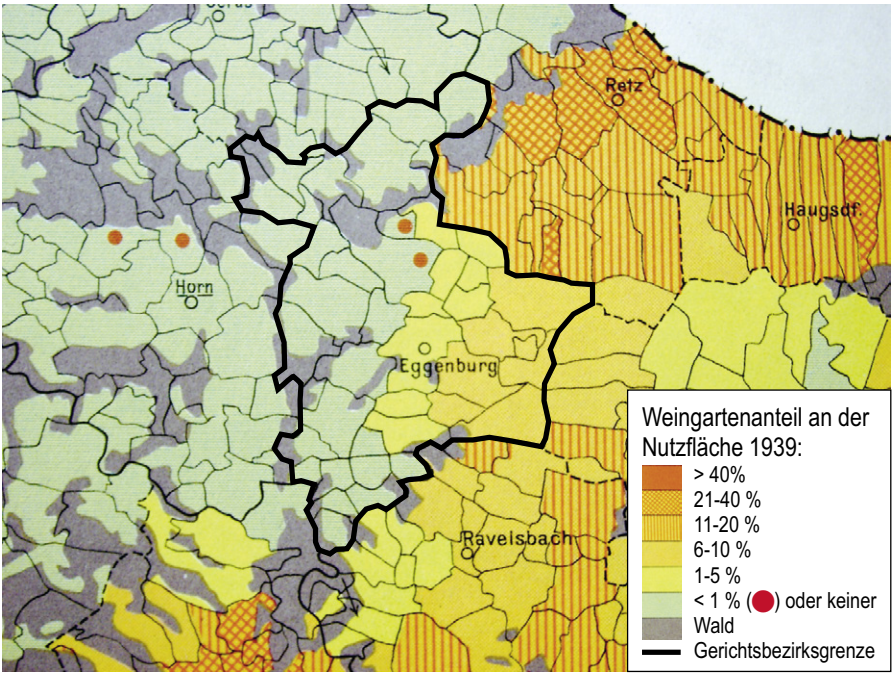 Retz
Haugsdf.
Horn
Eggenburg
Ravelsbach
Weingartenanteil an der
Nutzfläche 1939:
> 40%
21-40 %
11-20 %
6-10 %
1-5 %
< 1 % () oder keiner
Wald
Gerichtsbezirksgrenze